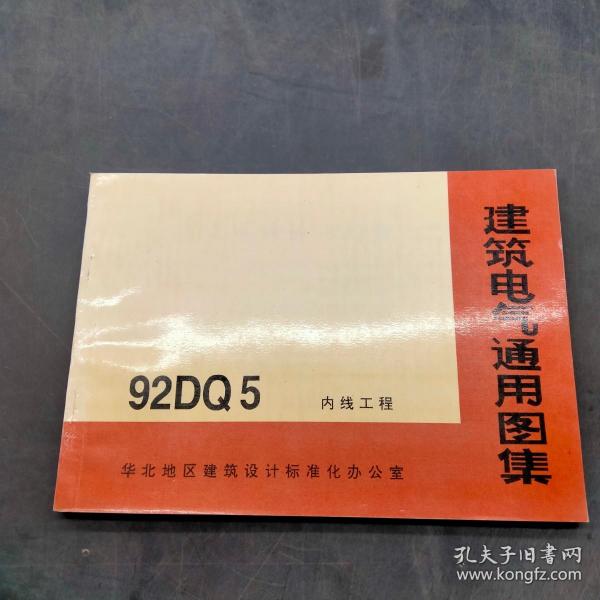 建筑电气通用图集
92DQ5 内线工程
华北地区建筑设计标准化办公室
孔夫子旧书网
www.kongfz.com